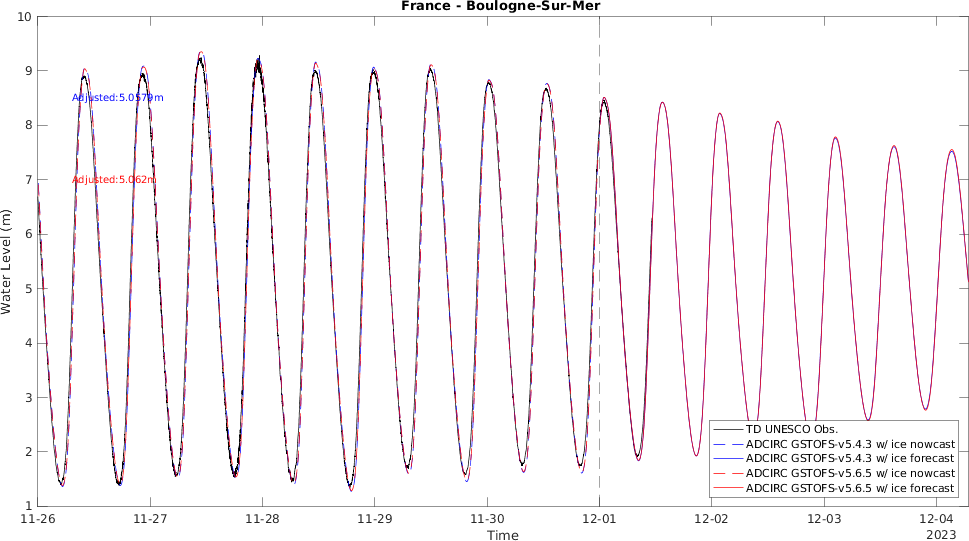 France - Boulogne-Sur-Mer
10
9
8
7
6
5
4
3
2
1
Water Level (m)
Adjusted:5.0579m
Adjusted:5.062m
TD UNESCO Obs.
ADCIRC GSTOFS-v5.4.3 w/ ice nowcast
ADCIRC GSTOFS-v5.4.3 w/ ice forecast
ADCIRC GSTOFS-v5.6.5 w/ ice nowcast
ADCIRC GSTOFS-v5.6.5 w/ ice forecast
11-26 11-27 11-28 11-29 11-30 12-01 12-02 12-03 12-04
Time
2023